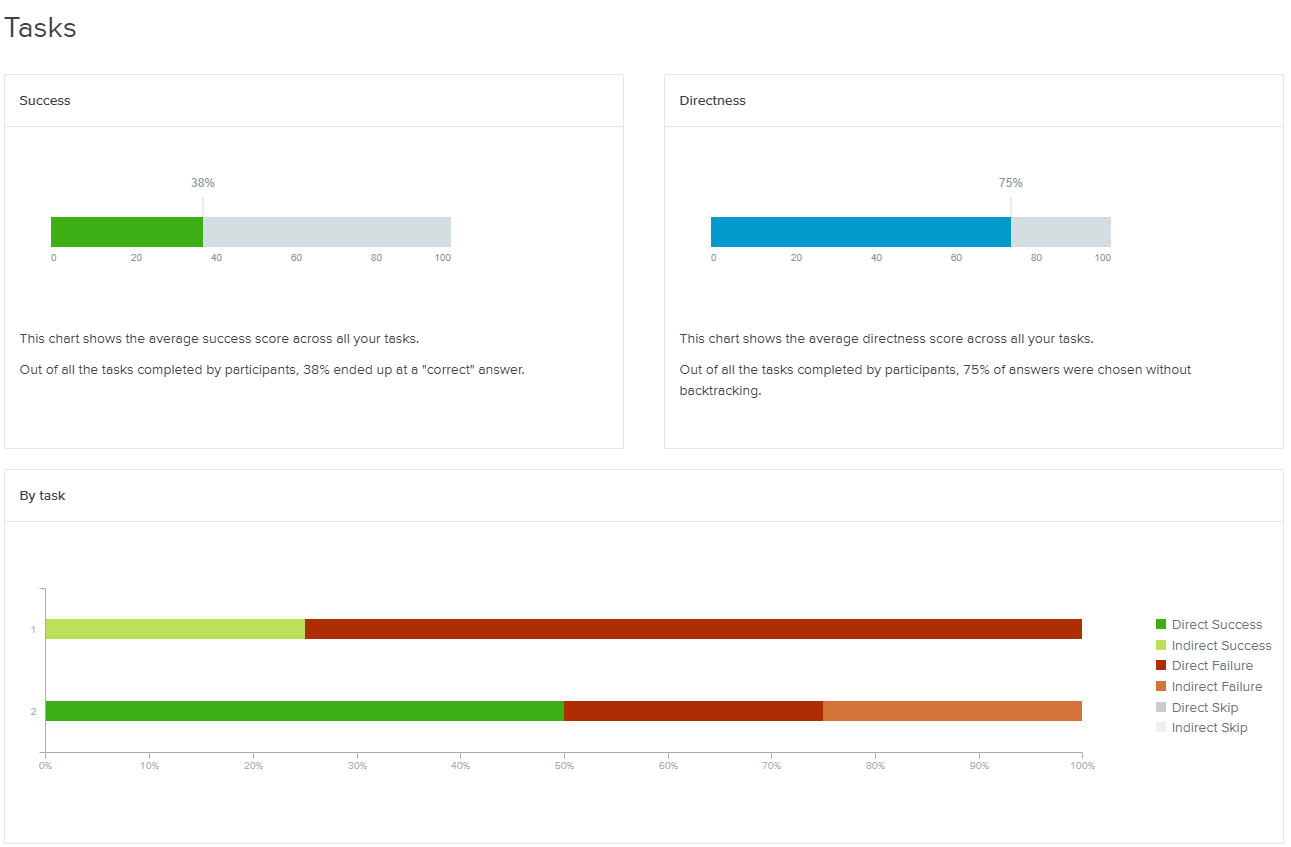 Tasks
Success
Directness
38%
0 20 40 60 80 100
75%
0 20 40 60 80 100
This chart shows the average success score across all your tasks.
Out of all the tasks completed by participants, 38% ended up at a "correct" answer.
This chart shows the average directness score across all your tasks.
Out of all the tasks completed by participants, 75% of answers were chosen without
backtracking.
By task
1
2
0% 10% 20% 30% 40% 50% 60% 70% 80% 90% 100%
Direct Success
Indirect Success
Direct Failure
Indirect Failure
Direct Skip
Indirect Skip